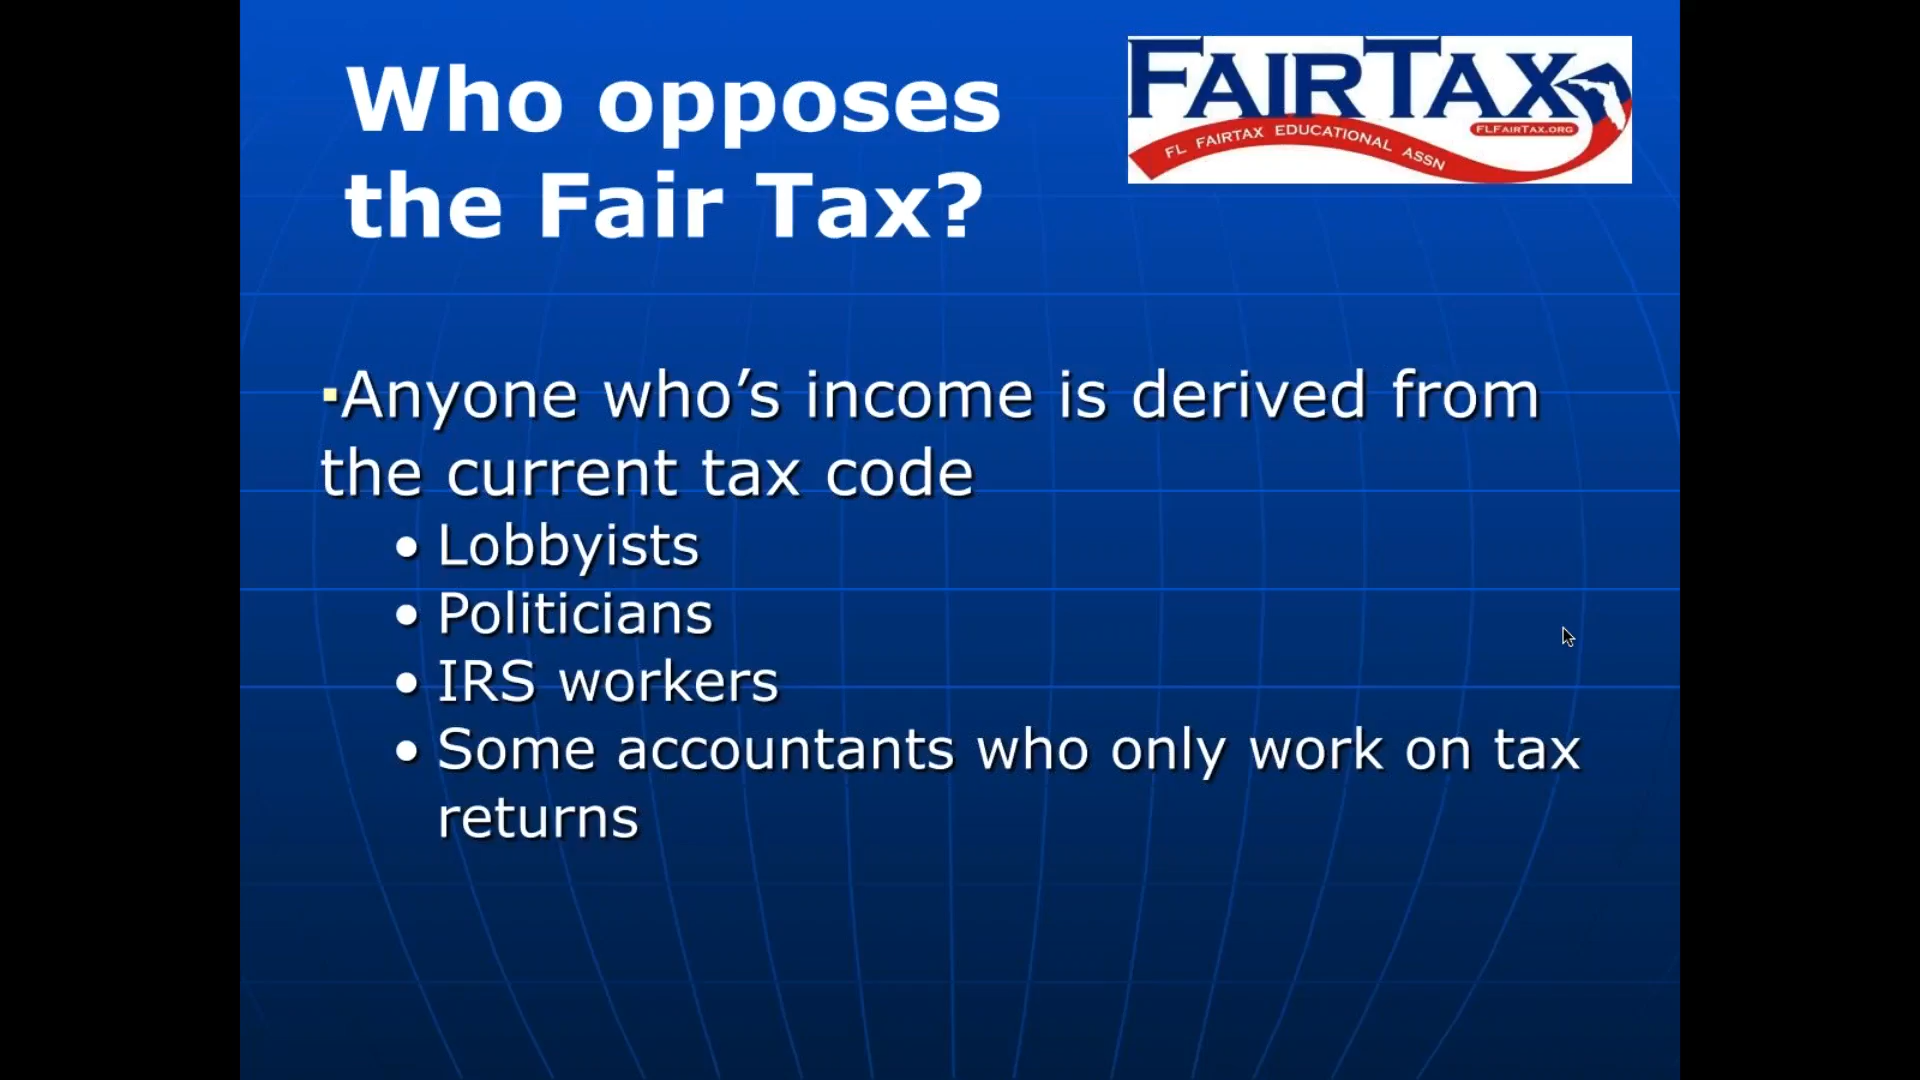 Who opposes
the Fair Tax?
FAIRTAX
FLFAIRTAX.ORG
FL FAIRTAX EDUCATIONAL ASSN
▪Anyone who’s income is derived from
the current tax code
• Lobbyists
• Politicians
• IRS workers
• Some accountants who only work on tax
returns